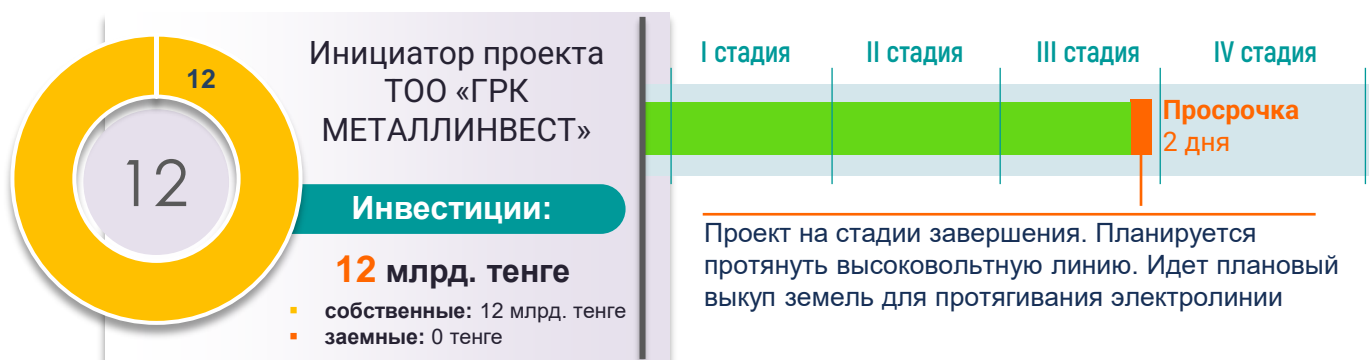 12
12
Инициатор проекта
ТОО «ГРК
МЕТАЛЛИНВЕСТ»
Инвестиции:
12 млрд. тенге
▪ собственные: 12 млрд. тенге
▪ заемные: 0 тенге
I стадия
II стадия
III стадия
IV стадия
Просрочка
2 дня
Проект на стадии завершения. Планируется
протянуть высоковольтную линию. Идет плановый
выкуп земель для протягивания электролинии